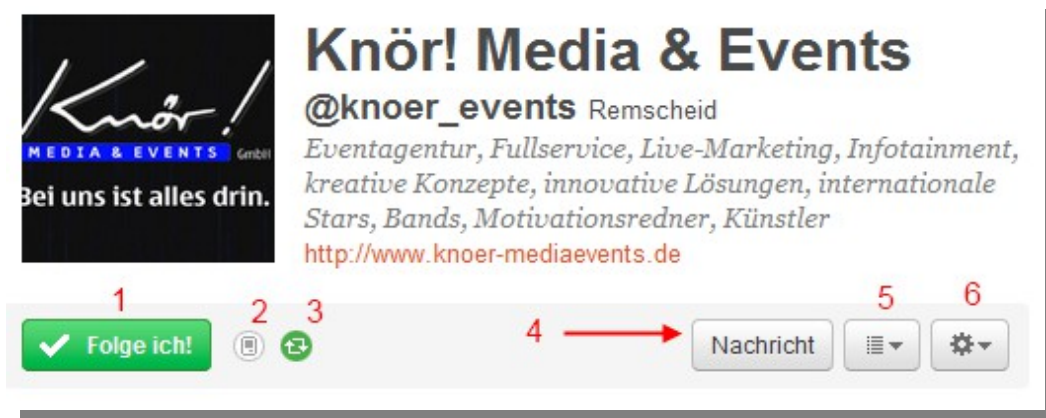 Knör! Media & Events
@knoer_events Remscheid
Eventagentur, Fullservice, Live-Marketing, Infotainment,
kreative Konzepte, innovative Lösungen, internationale
Stars, Bands, Motivationsredner, Künstler
http://www.knoer-mediaevents.de
Knör!
MEDIA & EVENTS GmbH
Bei uns ist alles drin.
1 2 3 4 5 6
Folge ich! Nachricht